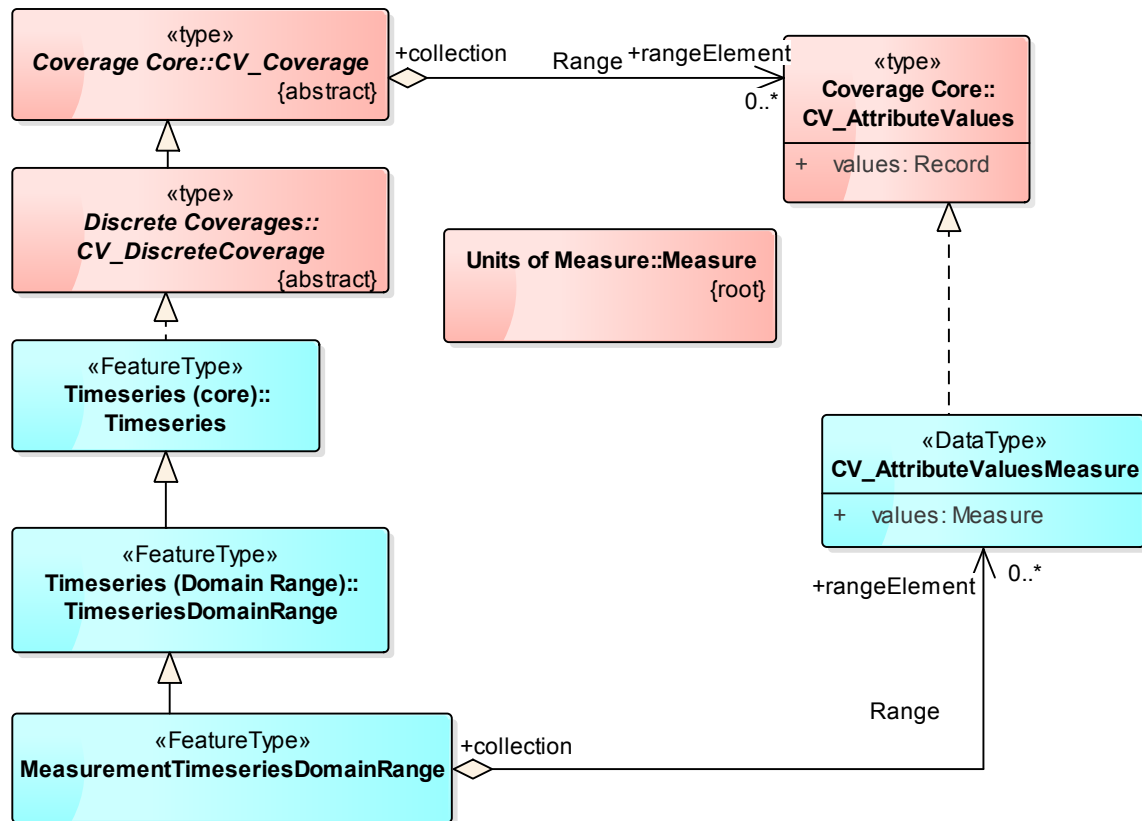 «type»
Coverage Core::CV_Coverage
{abstract}
+collection
Range
+rangeElement
0..*
«type»
Coverage Core::
CV_AttributeValues
+ values: Record
«type»
Discrete Coverages::
CV_DiscreteCoverage
{abstract}
Units of Measure::Measure
{root}
«FeatureType»
Timeseries (core)::
Timeseries
«DataType»
CV_AttributeValuesMeasure
+ values: Measure
«FeatureType»
Timeseries (Domain Range)::
TimeseriesDomainRange
+rangeElement
0..*
Range
«FeatureType»
MeasurementTimeseriesDomainRange
+collection